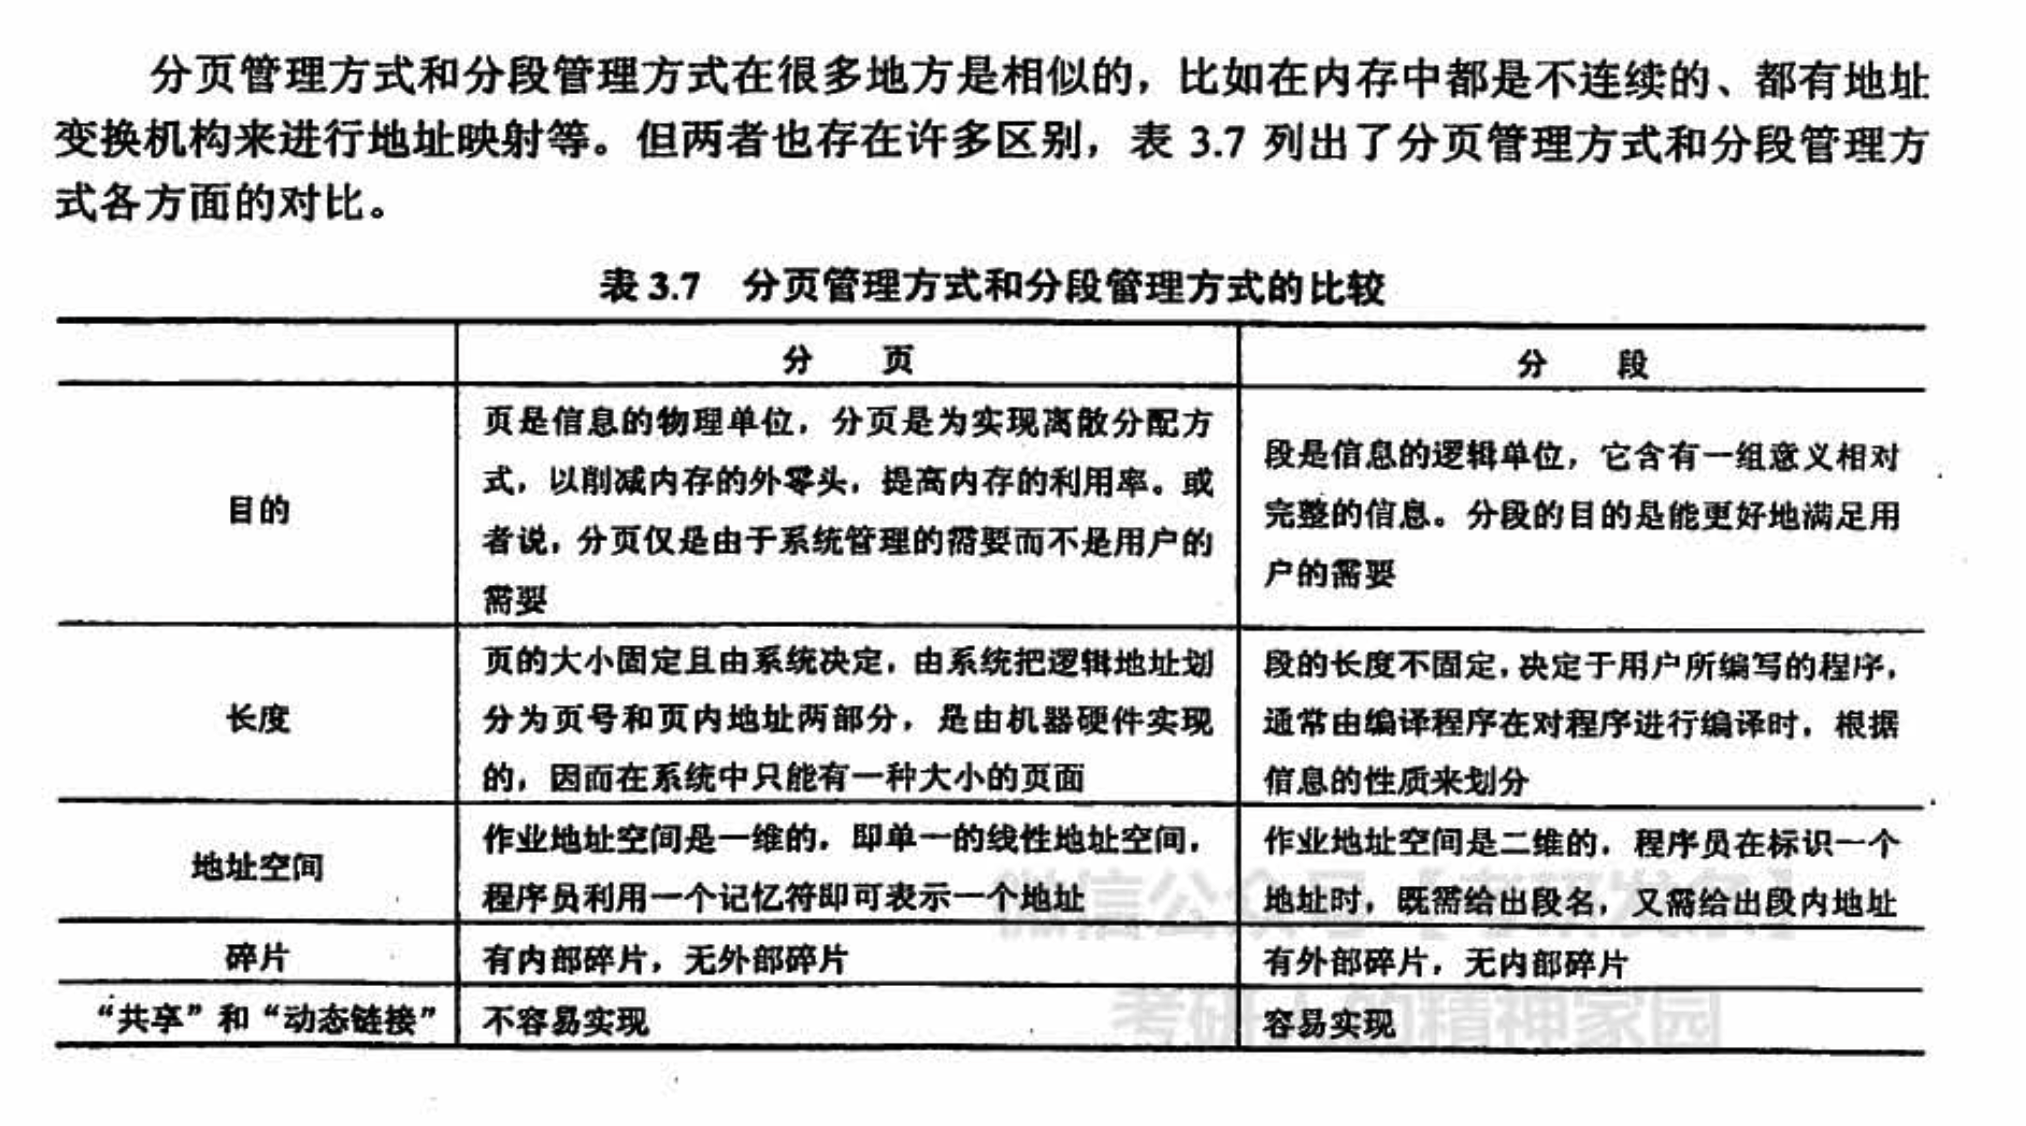 分页管理方式和分段管理方式在很多地方是相似的，比如在内存中都是不连续的、都有地址
变换机构来进行地址映射等。但两者也存在许多区别，表 3.7 列出了分页管理方式和分段管理方
式各方面的对比。
表 3.7 分页管理方式和分段管理方式的比较
分 页
分 段
目的
页是信息的物理单位，分页是为实现离散分配方
式，以削减内存的外零头，提高内存的利用率。或
者说，分页仅是由于系统管理的需要而不是用户的
需要
段是信息的逻辑单位，它含有一组意义相对
完整的信息。分段的目的是能更好地满足用
户的需要
长度
页的大小固定且由系统决定，由系统把逻辑地址划
分为页号和页内地址两部分，是由机器硬件实现
的，因而在系统中只能有一种大小的页面
段的长度不固定，决定于用户所编写的程序，
通常由编译程序在对程序进行编译时，根据
信息的性质来划分
地址空间
作业地址空间是一维的，即单一的线性地址空间，
程序员利用一个记忆符即可表示一个地址
作业地址空间是二维的，程序员在标识一个
地址时，既需给出段名，又需给出段内地址
碎片
有内部碎片，无外部碎片
有外部碎片，无内部碎片
“共享”和“动态链接”
不容易实现
容易实现